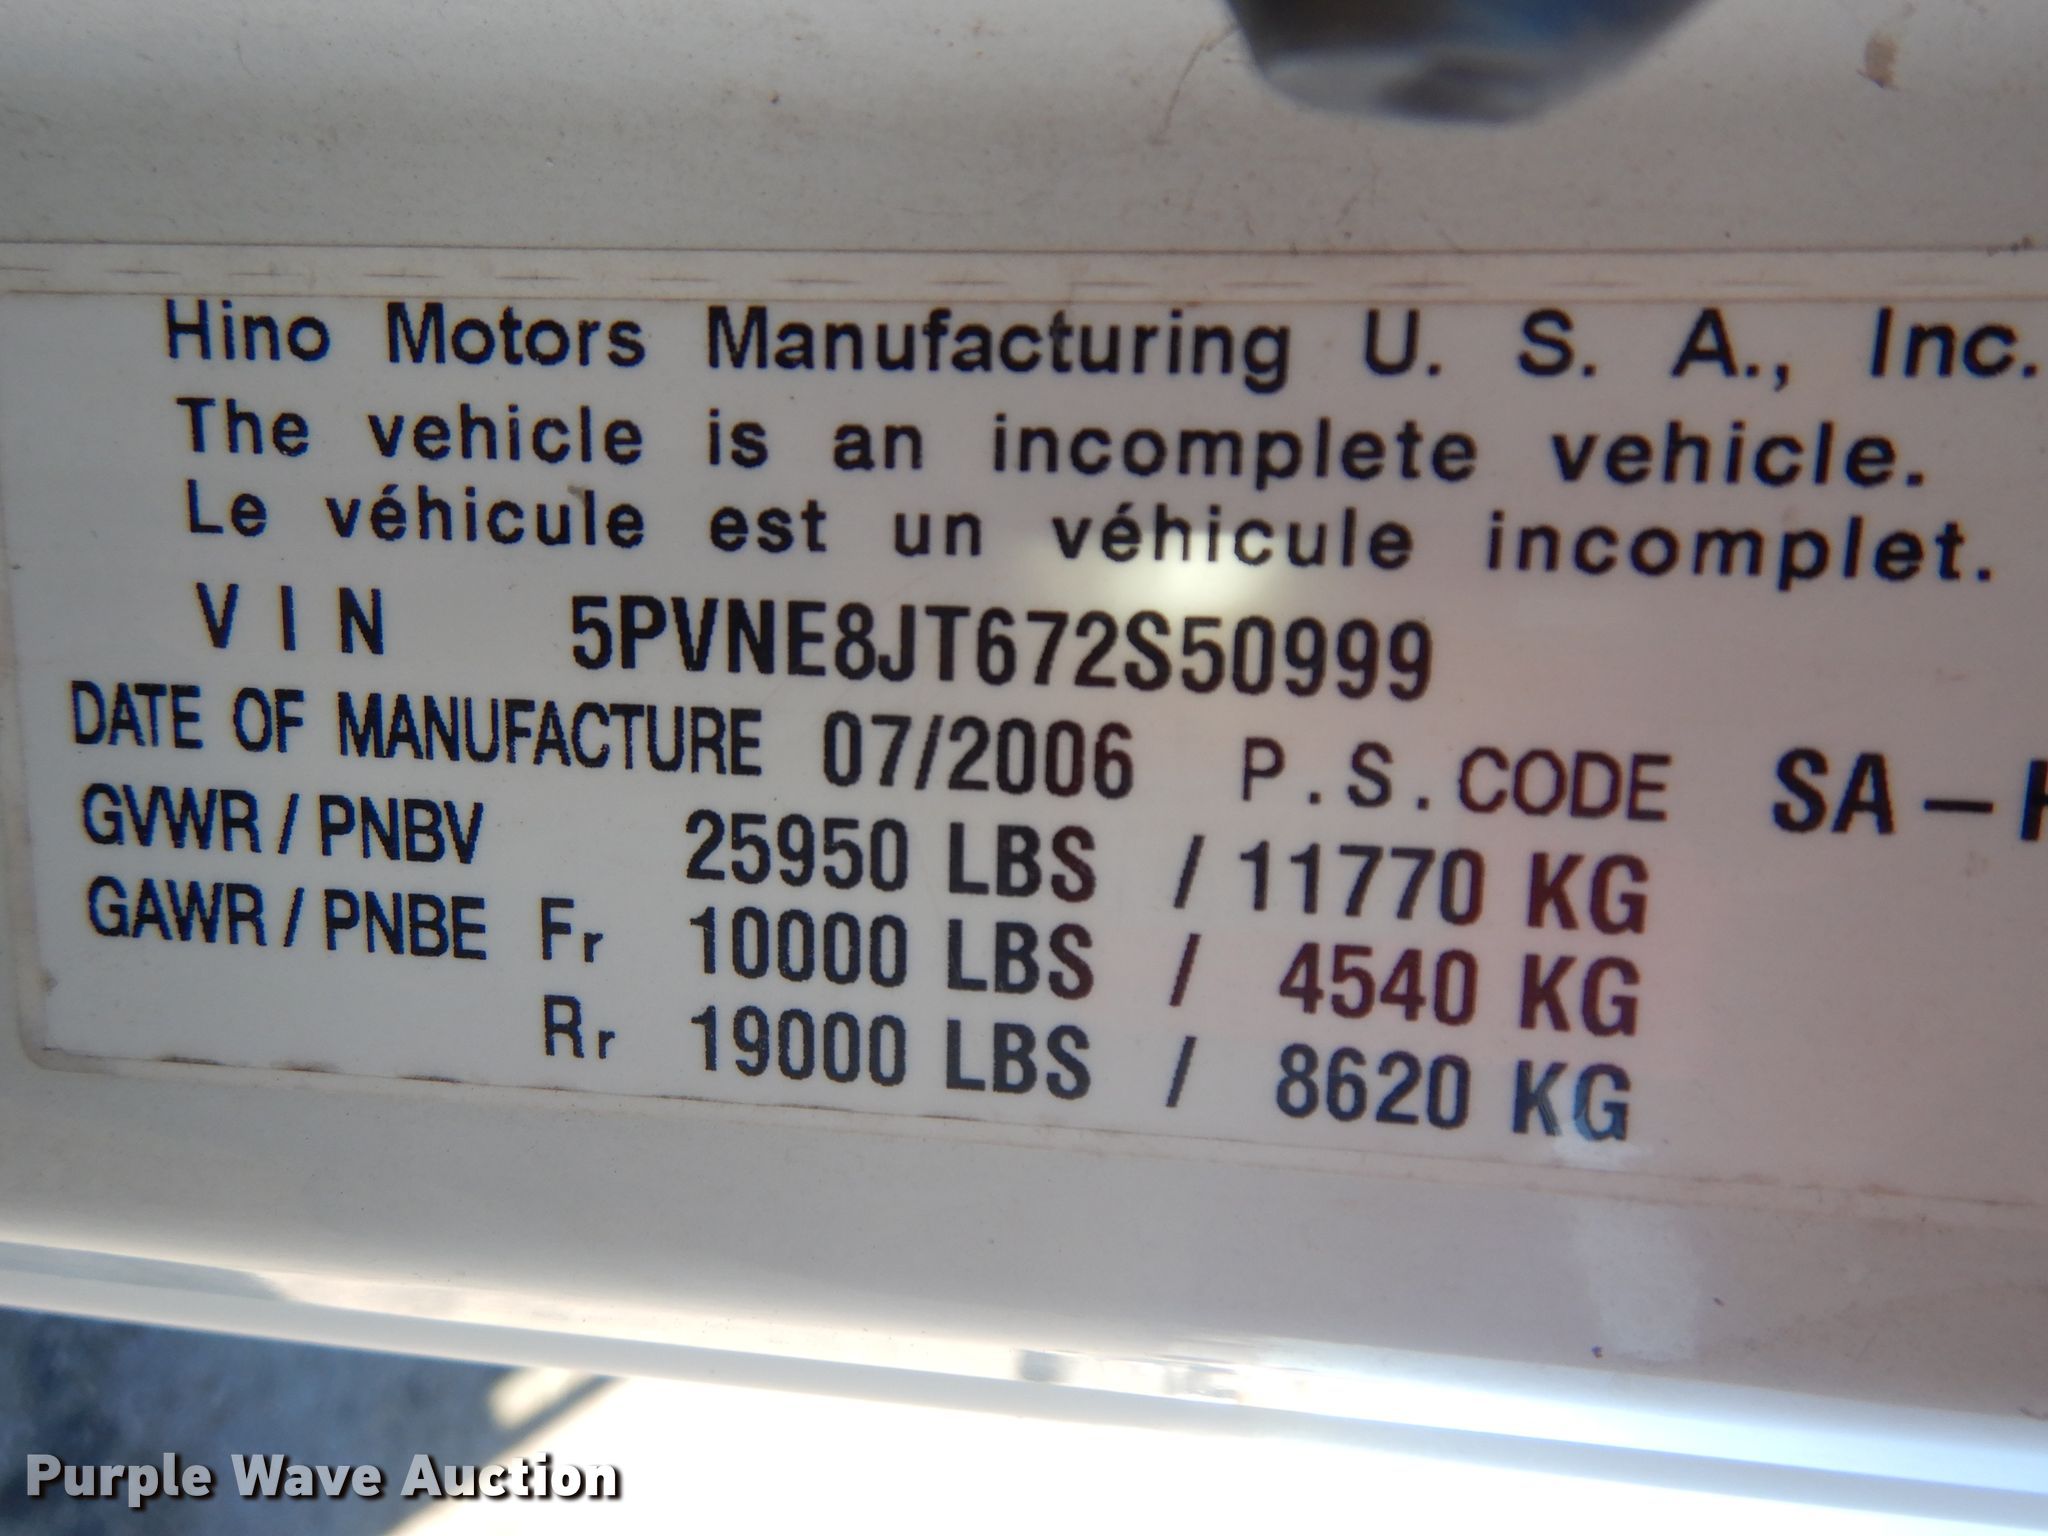 Hino Motors Manufacturing U. S. A., Inc.
The vehicle is an incomplete vehicle.
Le véhicule est un véhicule incomplet.
VIN 5PVNE8JT672S50999
DATE OF MANUFACTURE 07/2006 P.S.CODE SA-H
GVWR/PNBV 25950 LBS / 11770 KG
GAWR/PNBE Fr 10000 LBS / 4540 KG
Rr 19000 LBS / 8620 KG
Purple Wave Auction